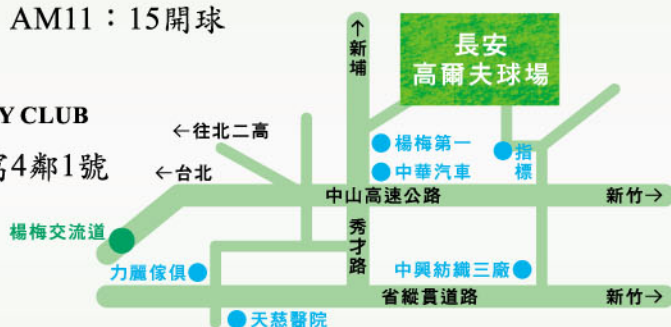 AM11：15開球
↑新埔
長安
高爾夫球場
Y CLUB
←往北二高
楊梅第一
指標
4鄰1號
←台北
中華汽車
中山高速公路
新竹→
楊梅交流道
秀才路
力麗傢俱
中興紡織三廠
省縱貫道路
新竹→
天慈醫院